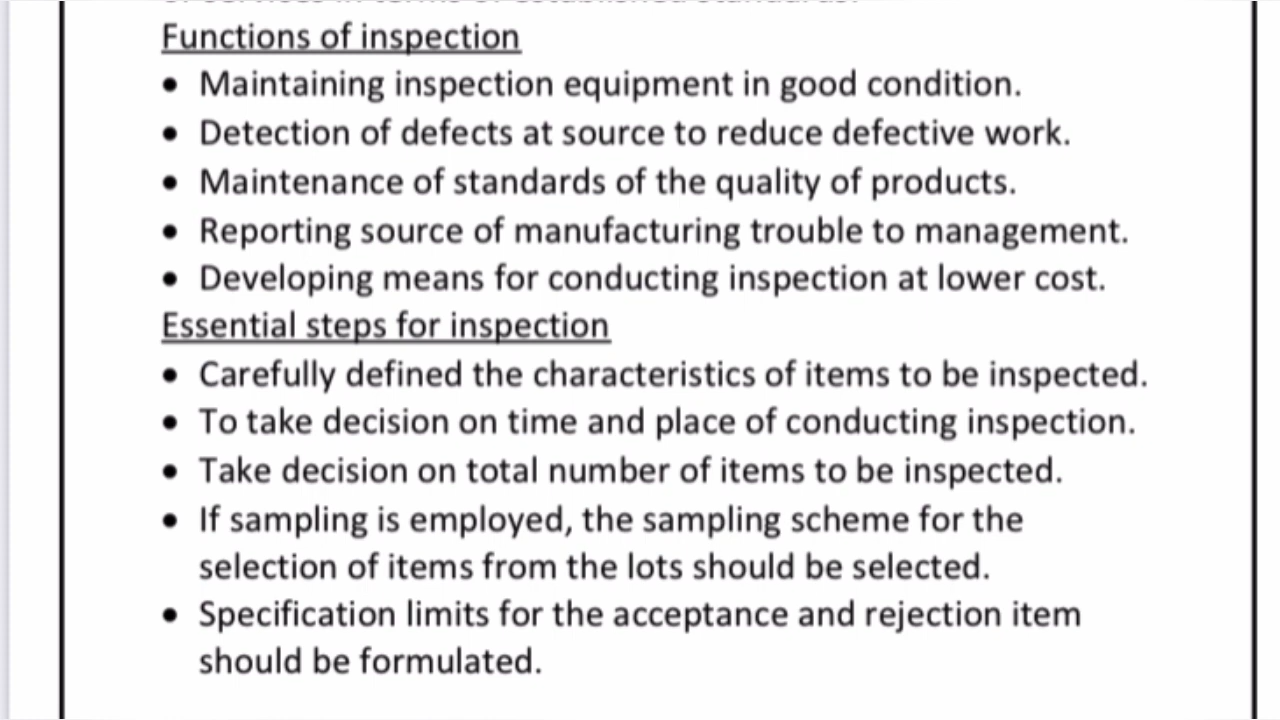 Functions of inspection
• Maintaining inspection equipment in good condition.
• Detection of defects at source to reduce defective work.
• Maintenance of standards of the quality of products.
• Reporting source of manufacturing trouble to management.
• Developing means for conducting inspection at lower cost.
Essential steps for inspection
• Carefully defined the characteristics of items to be inspected.
• To take decision on time and place of conducting inspection.
• Take decision on total number of items to be inspected.
• If sampling is employed, the sampling scheme for the
selection of items from the lots should be selected.
• Specification limits for the acceptance and rejection item
should be formulated.